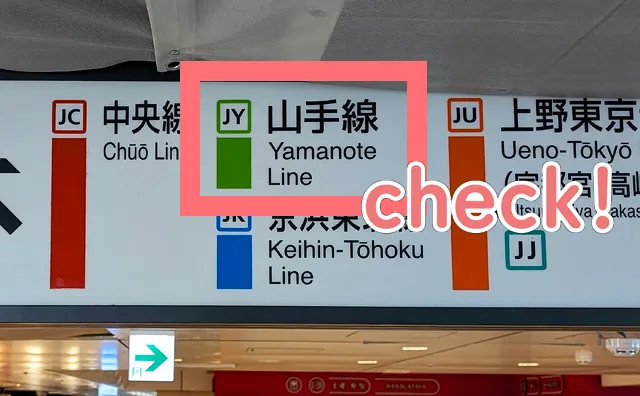 JC 中央線
Chūō Lin
JY 山手線
Yamanote
Line
JK
Keihin-Tōhoku
Line
JU 上野東京
Ueno-Tōkyō
JJ
check!